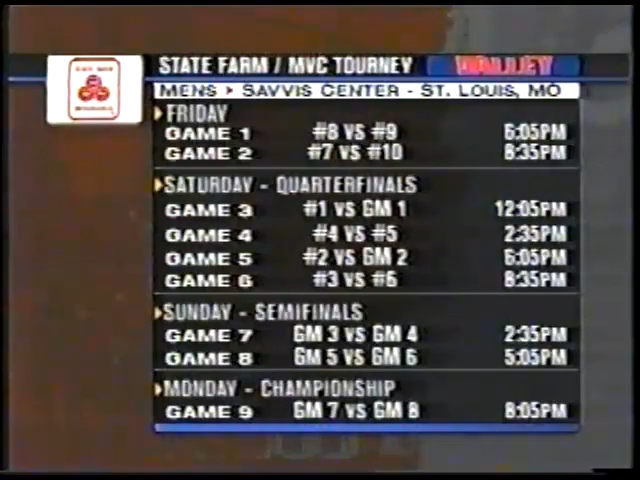 STATE FARM / MVC TOURNEY VALLEY
MENS > SAVVIS CENTER - ST. LOUIS, MO
FRIDAY
GAME 1 #8 VS #9 6:05PM
GAME 2 #7 VS #10 8:35PM
SATURDAY - QUARTERFINALS
GAME 3 #1 VS GM 1 12:05PM
GAME 4 #4 VS #5 2:35PM
GAME 5 #2 VS GM 2 6:05PM
GAME 6 #3 VS #6 8:35PM
SUNDAY - SEMIFINALS
GAME 7 GM 3 VS GM 4 2:35PM
GAME 8 GM 5 VS GM 6 5:05PM
MONDAY - CHAMPIONSHIP
GAME 9 GM 7 VS GM 8 8:05PM